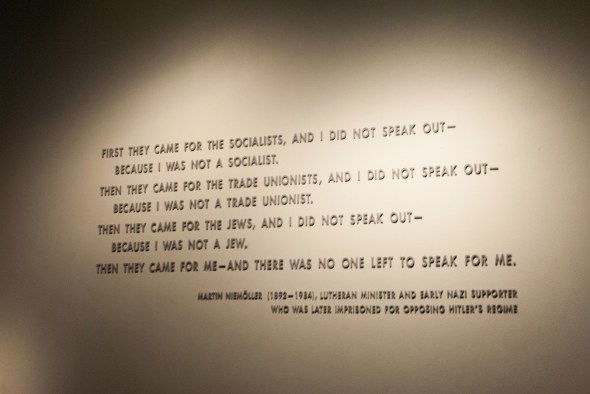 FIRST THEY CAME FOR THE SOCIALISTS, AND I DID NOT SPEAK OUT—
BECAUSE I WAS NOT A SOCIALIST.
THEN THEY CAME FOR THE TRADE UNIONISTS, AND I DID NOT SPEAK OUT—
BECAUSE I WAS NOT A TRADE UNIONIST.
THEN THEY CAME FOR THE JEWS, AND I DID NOT SPEAK OUT—
BECAUSE I WAS NOT A JEW.
THEN THEY CAME FOR ME—AND THERE WAS NO ONE LEFT TO SPEAK FOR ME.
MARTIN NIEMÖLLER (1892–1984), LUTHERAN MINISTER AND EARLY NAZI SUPPORTER
WHO WAS LATER IMPRISONED FOR OPPOSING HITLER'S REGIME